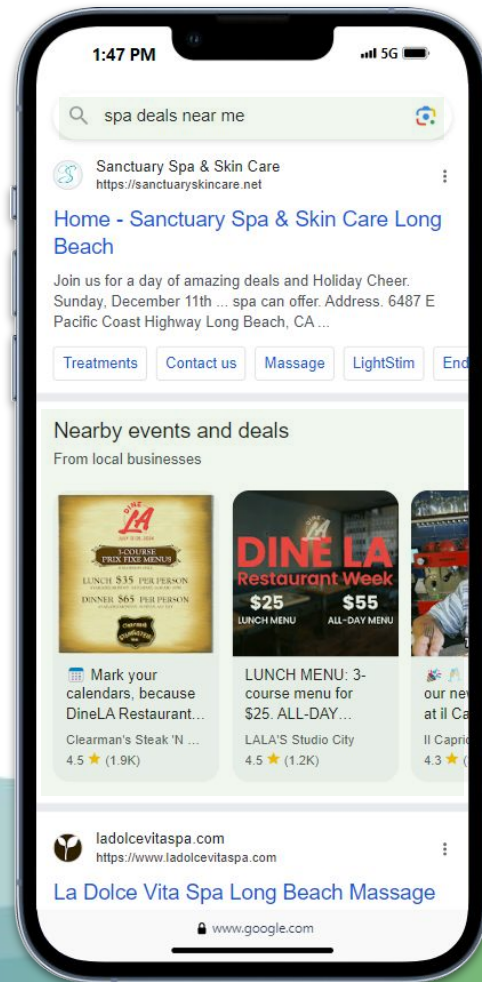 1:47 PM
5G
spa deals near me
Sanctuary Spa & Skin Care
https://sanctuaryskincare.net
Home - Sanctuary Spa & Skin Care Long
Beach
Join us for a day of amazing deals and Holiday Cheer.
Sunday, December 11th ... spa can offer. Address. 6487 E
Pacific Coast Highway Long Beach, CA ...
Treatments Contact us Massage LightStim End
Nearby events and deals
From local businesses
DINE
LA
3-COURSE
PRIX FIXE MENUS
LUNCH $35 PER PERSON
DINNER $65 PER PERSON
Clearman's
STEAK 'N STEIN
📅 Mark your
calendars, because
DineLA Restaurant...
Clearman's Steak 'N ...
4.5 ★ (1.9K)
LA
DINE LA
Restaurant Week
$25 $55
LUNCH MENU ALL-DAY MENU
LUNCH MENU: 3-
course menu for
$25. ALL-DAY...
LALA'S Studio City
4.5 ★ (1.2K)
🎉 🥂
our ne
at il Ca
Il Capric
4.3 ★ (
ladolcevitaspa.com
https://www.ladolcevitaspa.com
La Dolce Vita Spa Long Beach Massage
www.google.com